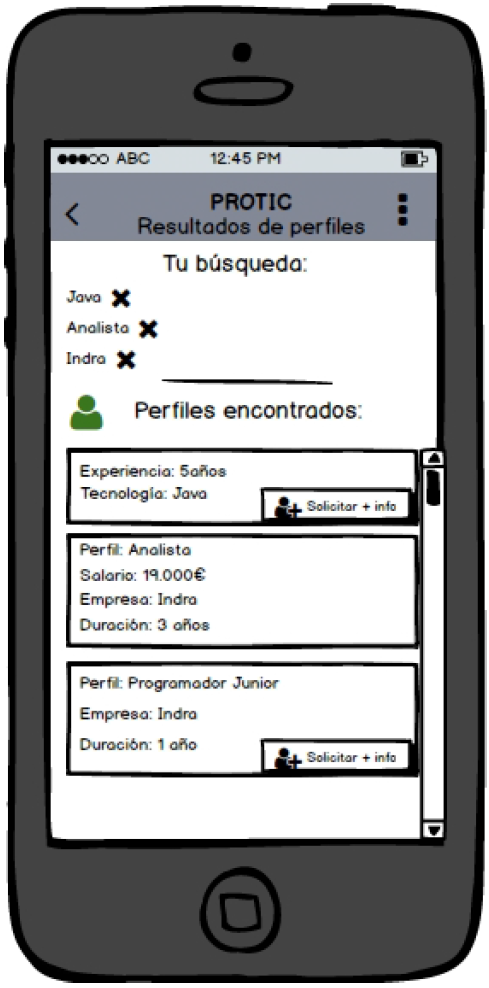 ABC 12:45 PM
PROTIC
Resultados de perfiles
Tu búsqueda:
Java
Analista
Indra
Perfiles encontrados:
Experiencia: 5años
Tecnología: Java
Solicitar + info
Perfil: Analista
Salario: 19.000€
Empresa: Indra
Duración: 3 años
Perfil: Programador Junior
Empresa: Indra
Duración: 1 año
Solicitar + info